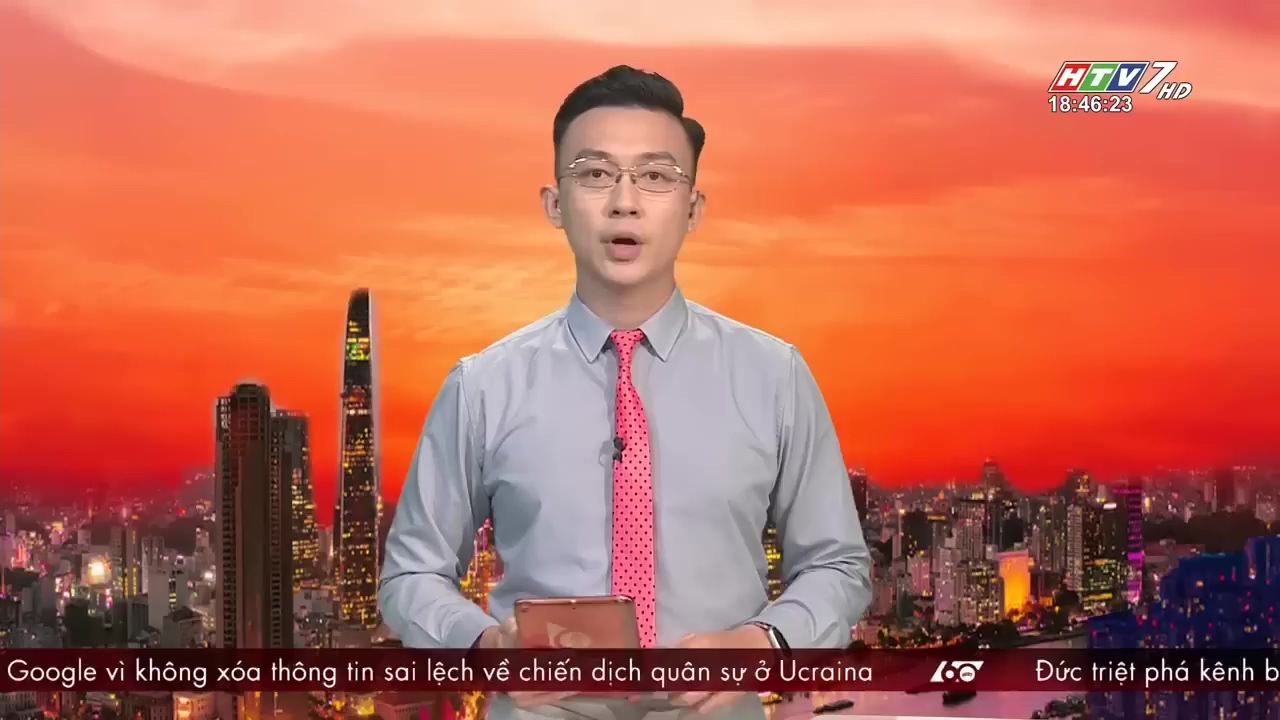 HTV7 HD
18:46:23
Google vì không xóa thông tin sai lệch về chiến dịch quân sự ở Ucraina 60 Đức triệt phá kênh b